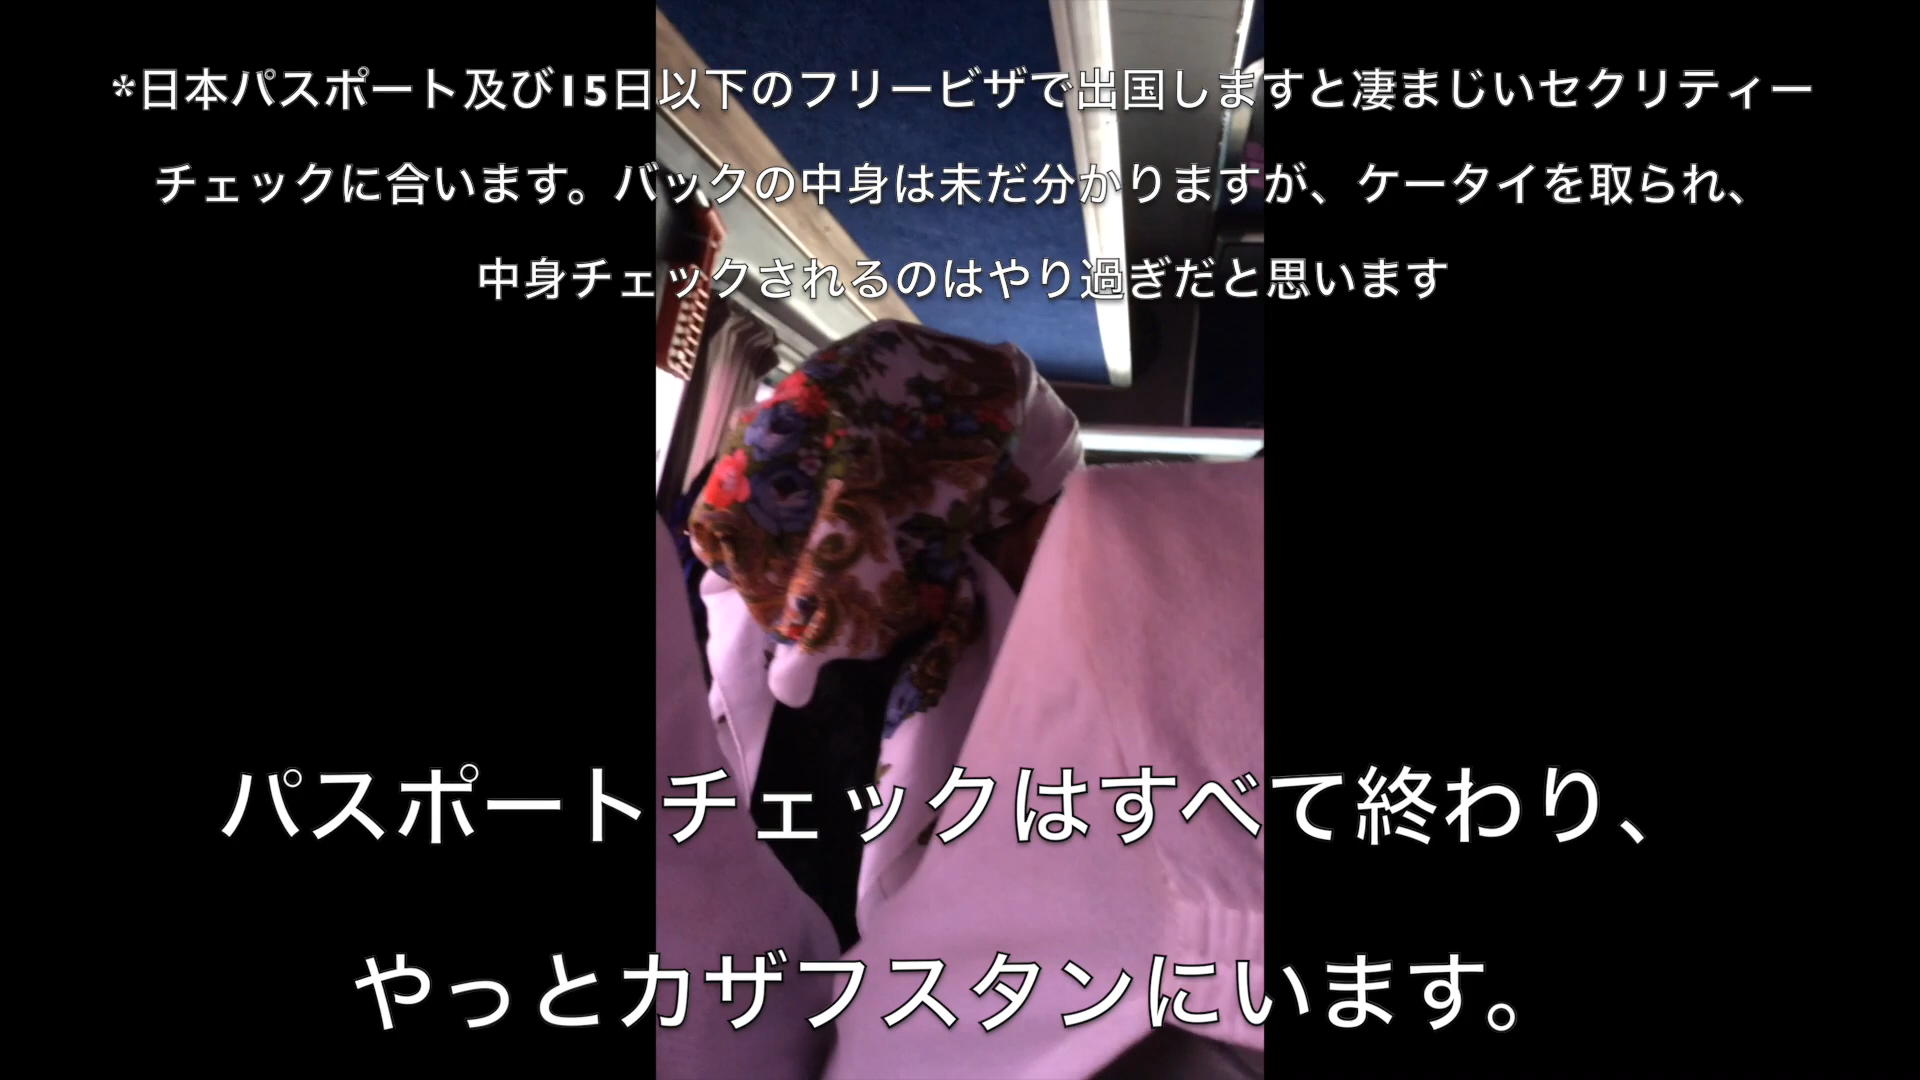 *日本パスポート及び15日以下のフリービザで出国しますと凄まじいセクリティー
チェックに合います。バックの中身は未だ分かりますが、ケータイを取られ、
中身チェックされるのはやり過ぎだと思います
パスポートチェックはすべて終わり、
やっとカザフスタンにいます。